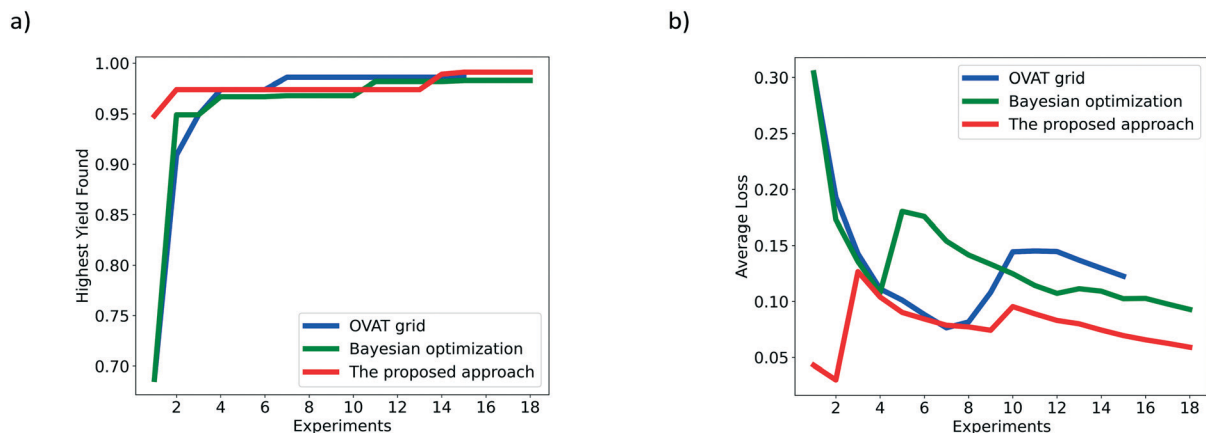 a)
1.00
0.95
0.90
0.85
0.80
0.75
0.70
Highest Yield Found
OVAT grid
Bayesian optimization
The proposed approach
2 4 6 8 10 12 14 16 18
Experiments
b)
0.30
0.25
0.20
0.15
0.10
0.05
Average Loss
OVAT grid
Bayesian optimization
The proposed approach
2 4 6 8 10 12 14 16 18
Experiments